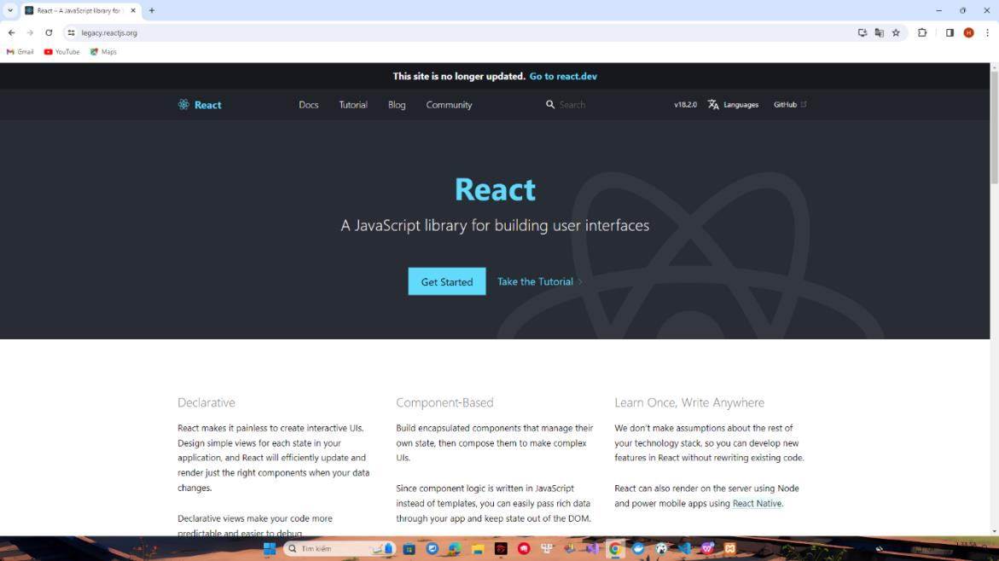 React – A JavaScript library for
legacy.reactjs.org
H
Gmail YouTube Maps
This site is no longer updated. Go to react.dev
React Docs Tutorial Blog Community Search v18.2.0 Languages GitHub
React
A JavaScript library for building user interfaces
Get Started Take the Tutorial
Declarative
React makes it painless to create interactive UIs.
Design simple views for each state in your
application, and React will efficiently update and
render just the right components when your data
changes.
Declarative views make your code more
predictable and easier to debug.
Component-Based
Build encapsulated components that manage their
own state, then compose them to make complex
UIs.
Since component logic is written in JavaScript
instead of templates, you can easily pass rich data
through your app and keep state out of the DOM.
Learn Once, Write Anywhere
We don't make assumptions about the rest of
your technology stack, so you can develop new
features in React without rewriting existing code.
React can also render on the server using Node
and power mobile apps using React Native.
Tìm kiếm